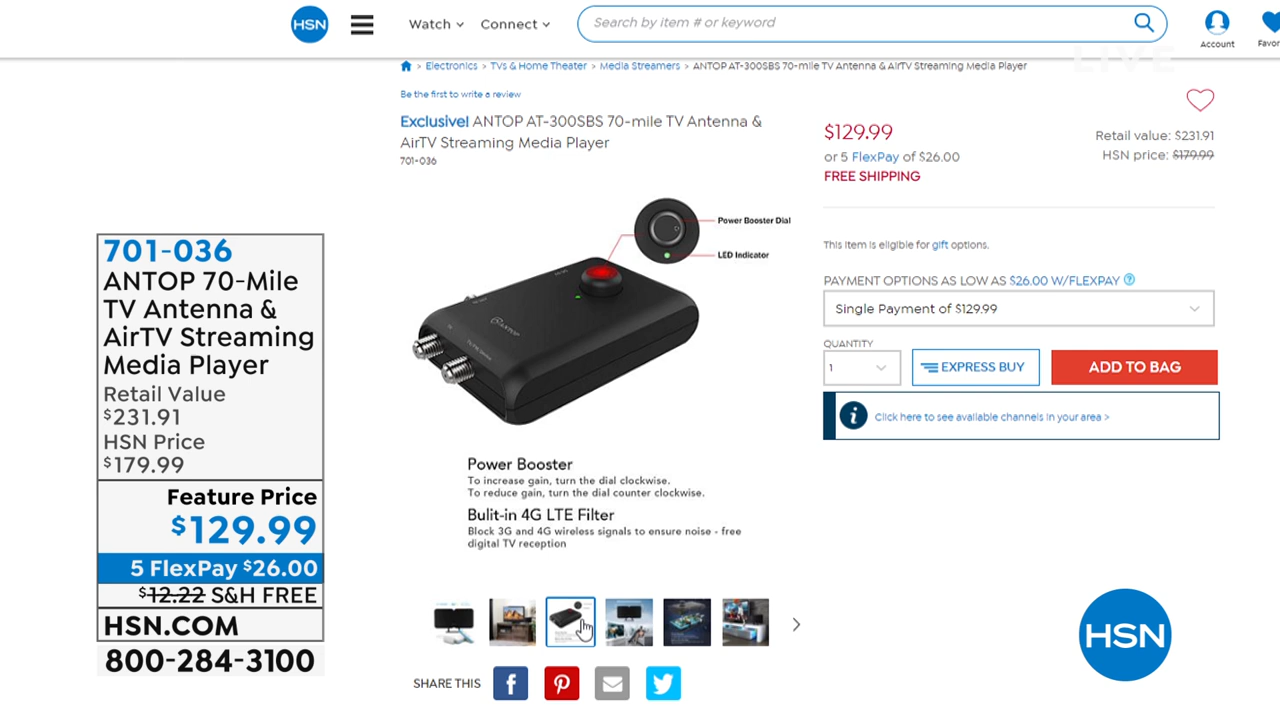 HSN
Watch
Connect
Search by item # or keyword
Account
Favor
LIVE
> Electronics > TVs & Home Theater > Media Streamers > ANTOP AT-300SBS 70-mile TV Antenna & AirTV Streaming Media Player
Be the first to write a review
Exclusive! ANTOP AT-300SBS 70-mile TV Antenna &
AirTV Streaming Media Player
701-036
$129.99
or 5 FlexPay of $26.00
FREE SHIPPING
Retail value: $231.91
HSN price: $179.99
This item is eligible for gift options.
PAYMENT OPTIONS AS LOW AS $26.00 W/FLEXPAY ?
Single Payment of $129.99
QUANTITY
1
EXPRESS BUY
ADD TO BAG
i
Click here to see available channels in your area >
Power Booster Dial
LED Indicator
ANTOP
Power Booster
To increase gain, turn the dial clockwise.
To reduce gain, turn the dial counter clockwise.
Bulit-in 4G LTE Filter
Block 3G and 4G wireless signals to ensure noise - free
digital TV reception
SHARE THIS
701-036
ANTOP 70-Mile
TV Antenna &
AirTV Streaming
Media Player
Retail Value
$231.91
HSN Price
$179.99
Feature Price
$129.99
5 FlexPay $26.00
$12.22 S&H FREE
HSN.COM
800-284-3100
HSN